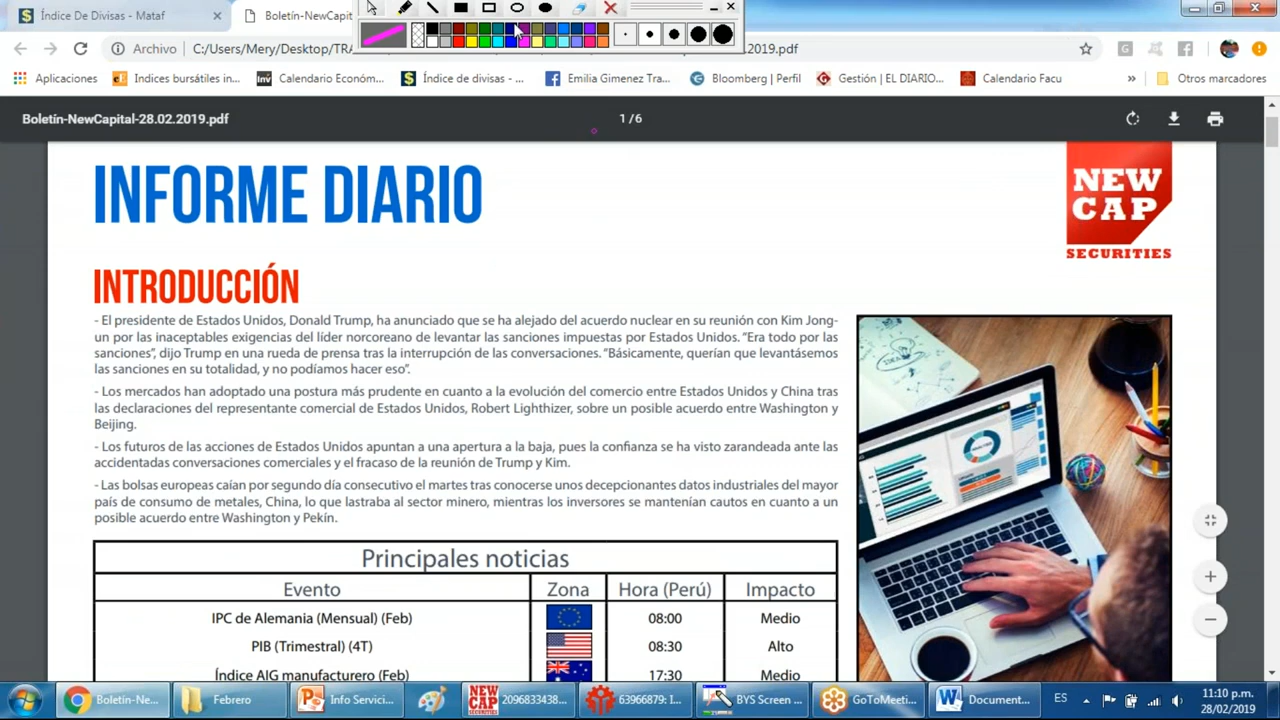 Índice De Divisas - Mataf
Boletín-NewCapit
Archivo C:/Users/Mery/Desktop/TR 2019.pdf
Aplicaciones Indices bursátiles in... Calendario Económ... Índice de divisas - ... Emilia Gimenez Tra... Bloomberg | Perfil Gestión | EL DIARIO... Calendario Facu » Otros marcadores
Boletín-NewCapital-28.02.2019.pdf 1 / 6
INFORME DIARIO
NEW
CAP
SECURITIES
INTRODUCCIÓN
- El presidente de Estados Unidos, Donald Trump, ha anunciado que se ha alejado del acuerdo nuclear en su reunión con Kim Jong-
un por las inaceptables exigencias del líder norcoreano de levantar las sanciones impuestas por Estados Unidos. “Era todo por las
sanciones”, dijo Trump en una rueda de prensa tras la interrupción de las conversaciones. “Básicamente, querían que levantásemos
las sanciones en su totalidad, y no podíamos hacer eso”.
- Los mercados han adoptado una postura más prudente en cuanto a la evolución del comercio entre Estados Unidos y China tras
las declaraciones del representante comercial de Estados Unidos, Robert Lighthizer, sobre un posible acuerdo entre Washington y
Beijing.
- Los futuros de las acciones de Estados Unidos apuntan a una apertura a la baja, pues la confianza se ha visto zarandeada ante las
accidentadas conversaciones comerciales y el fracaso de la reunión de Trump y Kim.
- Las bolsas europeas caían por segundo día consecutivo el martes tras conocerse unos decepcionantes datos industriales del mayor
país de consumo de metales, China, lo que lastraba al sector minero, mientras los inversores se mantenían cautos en cuanto a un
posible acuerdo entre Washington y Pekín.
Principales noticias
Evento Zona Hora (Perú) Impacto
IPC de Alemania (Mensual) (Feb) 08:00 Medio
PIB (Trimestral) (4T) 08:30 Alto
Índice AIG manufacturero (Feb) 17:30 Medio
Boletín-Ne... Febrero Info Servici... 2096833438... 63966879: I... BYS Screen ... GoToMeeti... Document... ES
11:10 p.m.
28/02/2019